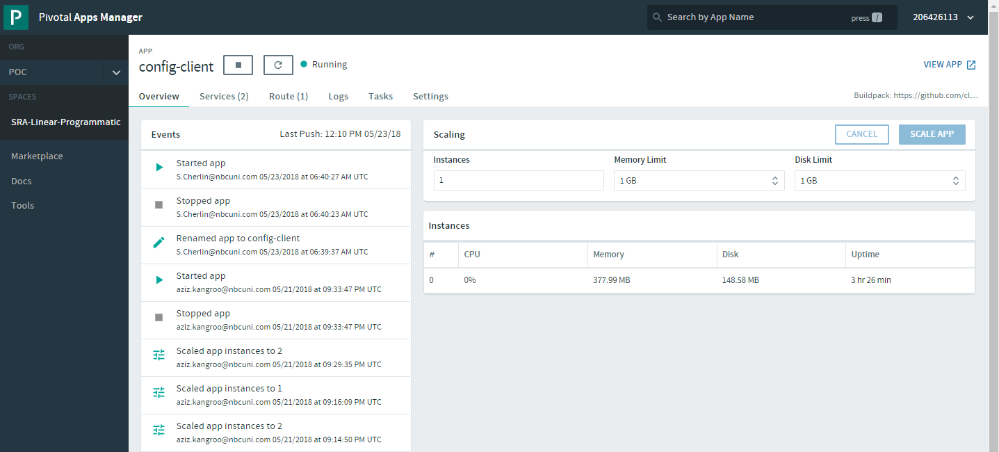 P Pivotal Apps Manager
Search by App Name press /
206426113
ORG
POC
SPACES
SRA-Linear-Programmatic
Marketplace
Docs
Tools
APP
config-client Running
VIEW APP
Overview Services (2) Route (1) Logs Tasks Settings
Buildpack: https://github.com/cl...
Events Last Push: 12:10 PM 05/23/18
Started app
S.Cherlin@nbcuni.com 05/23/2018 at 06:40:27 AM UTC
Stopped app
S.Cherlin@nbcuni.com 05/23/2018 at 06:40:23 AM UTC
Renamed app to config-client
S.Cherlin@nbcuni.com 05/23/2018 at 06:39:37 AM UTC
Started app
aziz.kangroo@nbcuni.com 05/21/2018 at 09:33:47 PM UTC
Stopped app
aziz.kangroo@nbcuni.com 05/21/2018 at 09:33:47 PM UTC
Scaled app instances to 2
aziz.kangroo@nbcuni.com 05/21/2018 at 09:29:35 PM UTC
Scaled app instances to 1
aziz.kangroo@nbcuni.com 05/21/2018 at 09:16:09 PM UTC
Scaled app instances to 2
aziz.kangroo@nbcuni.com 05/21/2018 at 09:14:50 PM UTC
Scaling CANCEL SCALE APP
Instances Memory Limit Disk Limit
1 1 GB 1 GB
Instances
# CPU Memory Disk Uptime
0 0% 377.99 MB 148.58 MB 3 hr 26 min